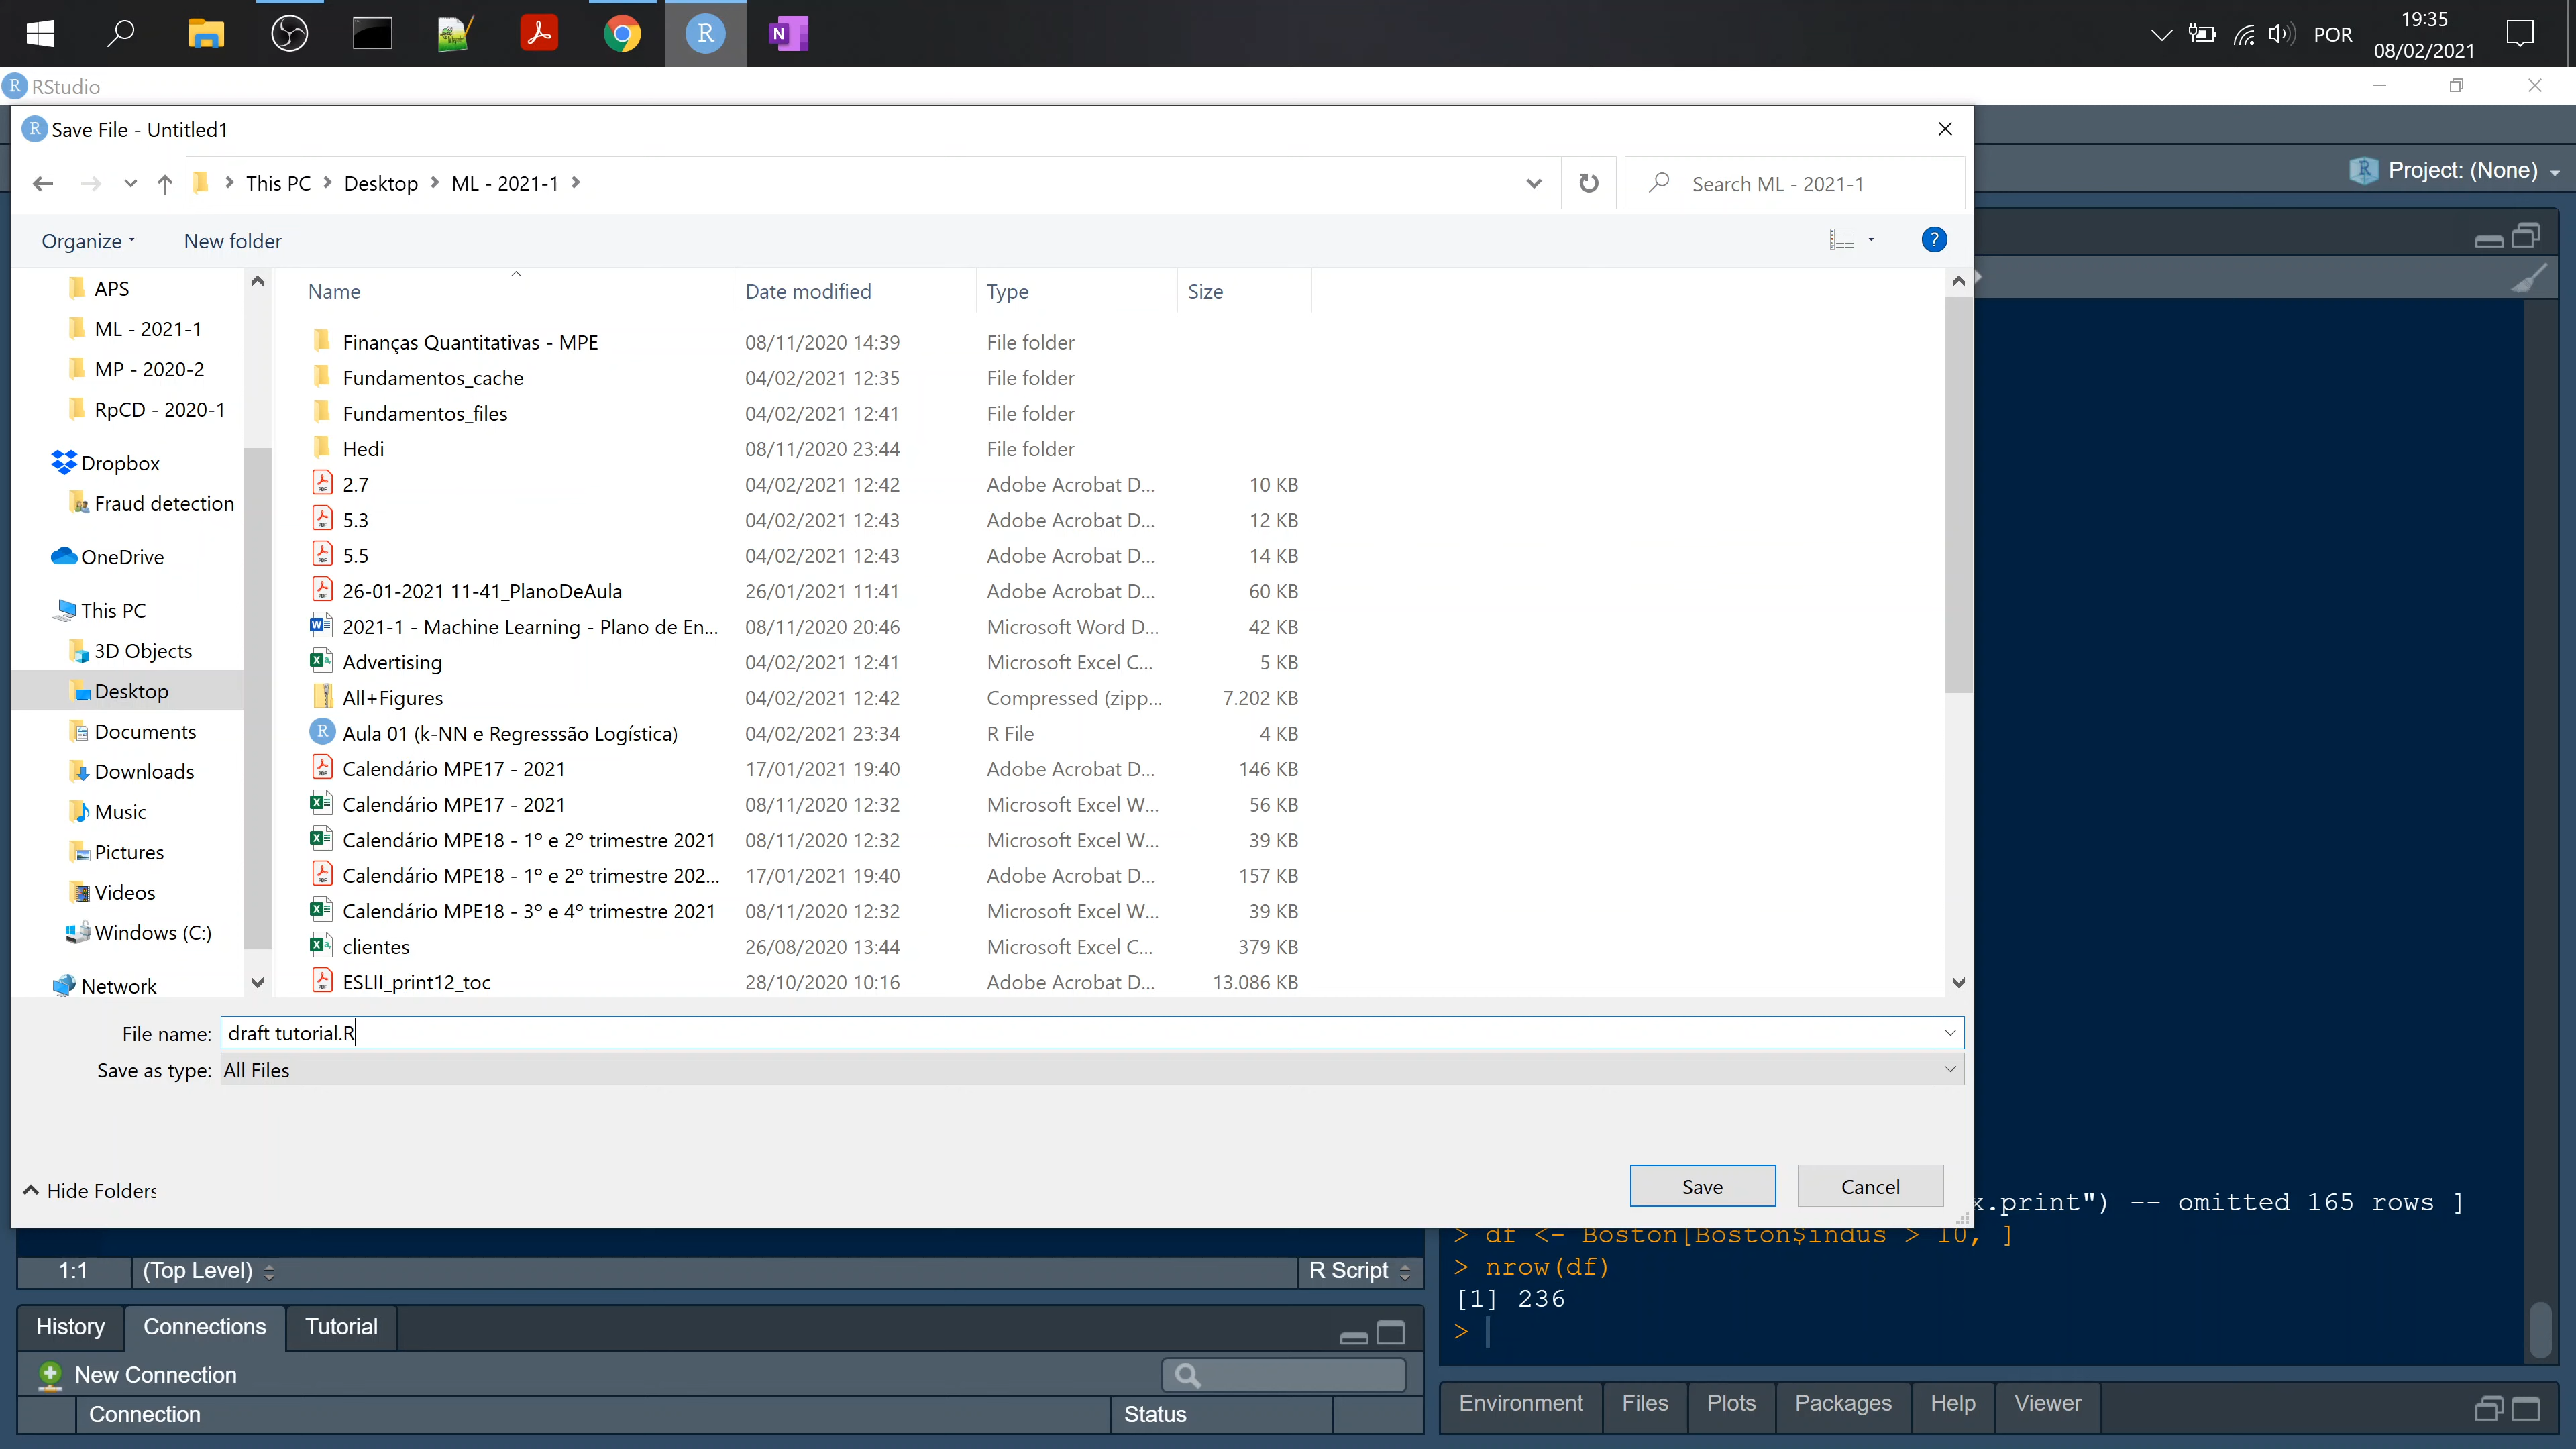 19:35
POR
08/02/2021
RStudio
Save File - Untitled1
This PC
Desktop
ML - 2021-1
Search ML - 2021-1
Project: (None)
Organize
New folder
Name
Date modified
Type
Size
APS
ML - 2021-1
MP - 2020-2
RpCD - 2020-1
Dropbox
Fraud detection
OneDrive
This PC
3D Objects
Desktop
Documents
Downloads
Music
Pictures
Videos
Windows (C:)
Network
Finanças Quantitativas - MPE 08/11/2020 14:39 File folder
Fundamentos_cache 04/02/2021 12:35 File folder
Fundamentos_files 04/02/2021 12:41 File folder
Hedi 08/11/2020 23:44 File folder
2.7 04/02/2021 12:42 Adobe Acrobat D... 10 KB
5.3 04/02/2021 12:43 Adobe Acrobat D... 12 KB
5.5 04/02/2021 12:43 Adobe Acrobat D... 14 KB
26-01-2021 11-41_PlanoDeAula 26/01/2021 11:41 Adobe Acrobat D... 60 KB
2021-1 - Machine Learning - Plano de En... 08/11/2020 20:46 Microsoft Word D... 42 KB
Advertising 04/02/2021 12:41 Microsoft Excel C... 5 KB
All+Figures 04/02/2021 12:42 Compressed (zipp... 7.202 KB
Aula 01 (k-NN e Regresssão Logística) 04/02/2021 23:34 R File 4 KB
Calendário MPE17 - 2021 17/01/2021 19:40 Adobe Acrobat D... 146 KB
Calendário MPE17 - 2021 08/11/2020 12:32 Microsoft Excel W... 56 KB
Calendário MPE18 - 1º e 2º trimestre 2021 08/11/2020 12:32 Microsoft Excel W... 39 KB
Calendário MPE18 - 1º e 2º trimestre 202... 17/01/2021 19:40 Adobe Acrobat D... 157 KB
Calendário MPE18 - 3º e 4º trimestre 2021 08/11/2020 12:32 Microsoft Excel W... 39 KB
clientes 26/08/2020 13:44 Microsoft Excel C... 379 KB
ESLII_print12_toc 28/10/2020 10:16 Adobe Acrobat D... 13.086 KB
File name: draft tutorial.R
Save as type: All Files
Hide Folders
Save
Cancel
x.print") -- omitted 165 rows ]
> df <- Boston[Boston$indus > 10, ]
> nrow(df)
[1] 236
>
1:1 (Top Level) R Script
History Connections Tutorial
New Connection
Connection Status
Environment Files Plots Packages Help Viewer